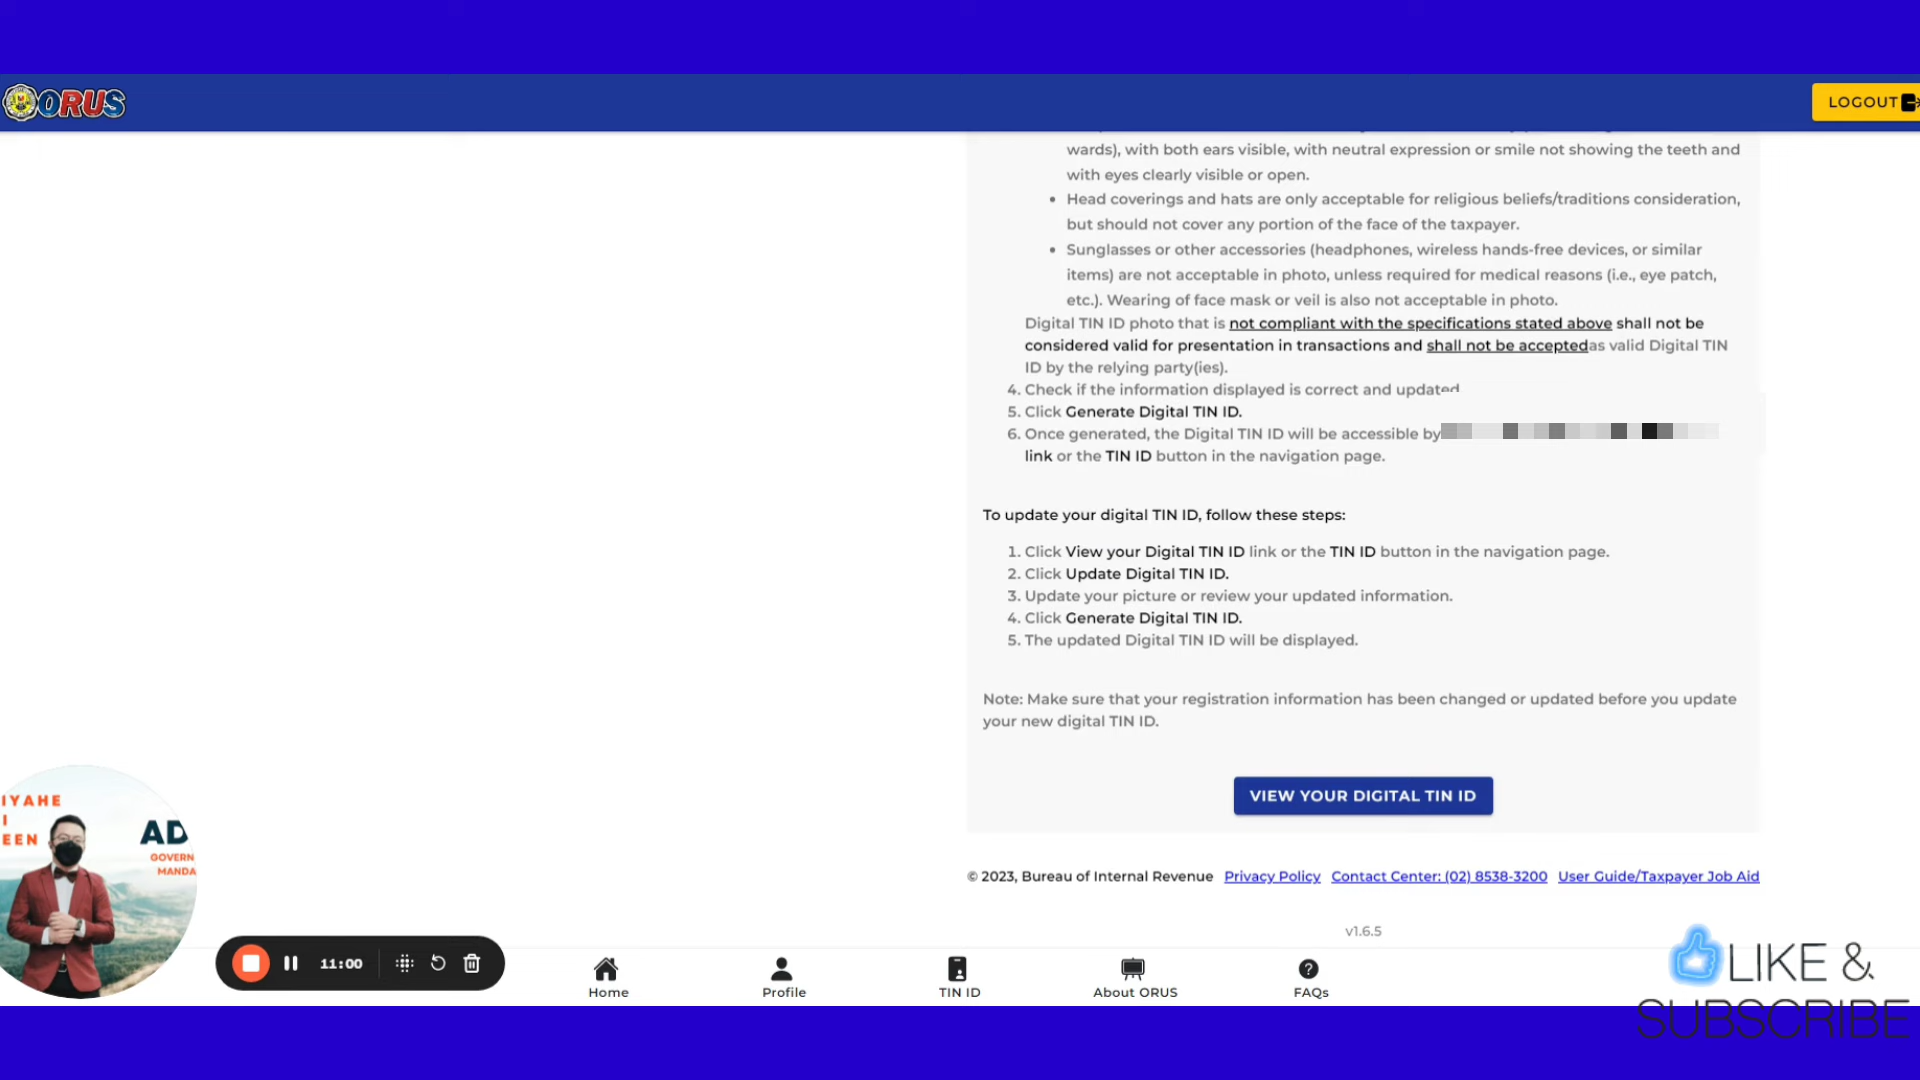 ORUS
LOGOUT
wards), with both ears visible, with neutral expression or smile not showing the teeth and
with eyes clearly visible or open.
• Head coverings and hats are only acceptable for religious beliefs/traditions consideration,
but should not cover any portion of the face of the taxpayer.
• Sunglasses or other accessories (headphones, wireless hands-free devices, or similar
items) are not acceptable in photo, unless required for medical reasons (i.e., eye patch,
etc.). Wearing of face mask or veil is also not acceptable in photo.
Digital TIN ID photo that is not compliant with the specifications stated above shall not be
considered valid for presentation in transactions and shall not be acceptedas valid Digital TIN
ID by the relying party(ies).
4. Check if the information displayed is correct and updated
5. Click Generate Digital TIN ID.
6. Once generated, the Digital TIN ID will be accessible by
link or the TIN ID button in the navigation page.
To update your digital TIN ID, follow these steps:
1. Click View your Digital TIN ID link or the TIN ID button in the navigation page.
2. Click Update Digital TIN ID.
3. Update your picture or review your updated information.
4. Click Generate Digital TIN ID.
5. The updated Digital TIN ID will be displayed.
Note: Make sure that your registration information has been changed or updated before you update
your new digital TIN ID.
VIEW YOUR DIGITAL TIN ID
© 2023, Bureau of Internal Revenue Privacy Policy Contact Center: (02) 8538-3200 User Guide/Taxpayer Job Aid
v1.6.5
IYAHE
I
EEN
AD
GOVERN
MANDA
11:00
Home
Profile
TIN ID
About ORUS
FAQs
LIKE &
SUBSCRIBE